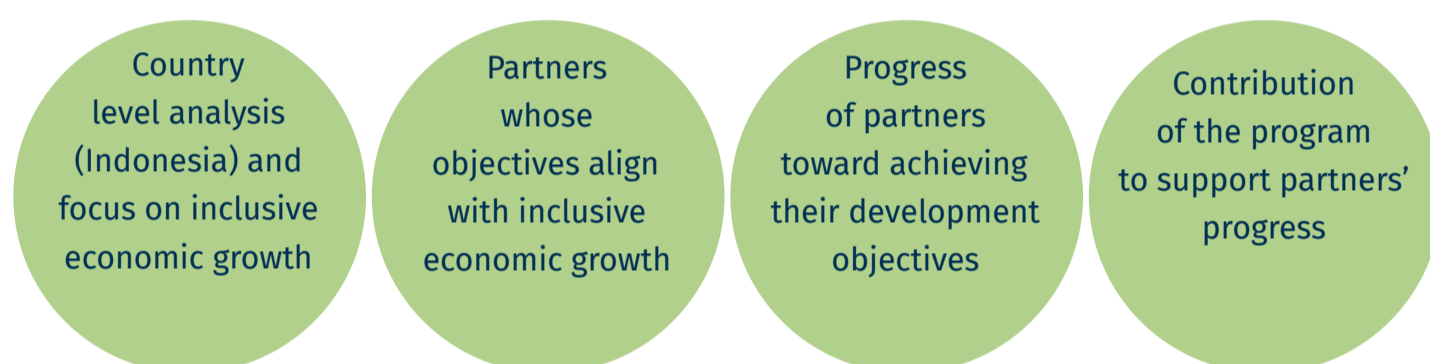 Country
level analysis
(Indonesia) and
focus on inclusive
economic growth
Partners
whose
objectives align
with inclusive
economic growth
Progress
of partners
toward achieving
their development
objectives
Contribution
of the program
to support partners’
progress